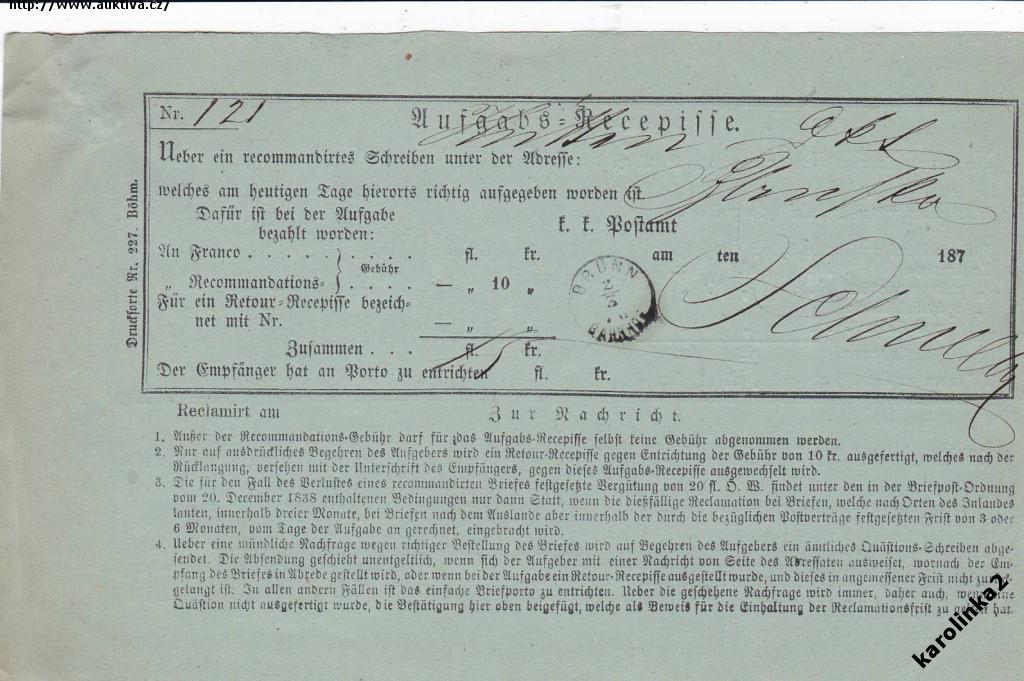 http://www.auktiva.cz/
Nr. 121
Aufgabs-Recepisse.
Ueber ein recommandirtes Schreiben unter der Adresse:
welches am heutigen Tage hierorts richtig aufgegeben worden ist.
Dafür ist bei der Aufgabe
bezahlt worden:
k. k. Postamt
An Franco . . . . . . . . . . fl. kr.
am ten 187
Gebühr
„ Recommandations- . . . . — „ 10 „
BRÜNN
BAHNHOF
Für ein Retour-Recepisse bezeich-
net mit Nr. — „ „
Zusammen . . . fl. kr.
Der Empfänger hat an Porto zu entrichten fl. kr.
Drucksorte Nr. 227. Böhm.
Reclamirt am
Zur Nachricht.
1. Außer der Recommandations-Gebühr darf für das Aufgabs-Recepisse selbst keine Gebühr abgenommen werden.
2. Nur auf ausdrückliches Begehren des Aufgebers wird ein Retour-Recepisse gegen Entrichtung der Gebühr von 10 kr. ausgefertigt, welches nach der
Rücklangung, versehen mit der Unterschrift des Empfängers, gegen dieses Aufgabs-Recepisse ausgewechselt wird.
3. Die für den Fall des Verlustes eines recommandirten Briefes festgesetzte Vergütung von 20 fl. Ö. W. findet unter den in der Briefpost-Ordnung
vom 20. December 1838 enthaltenen Bedingungen nur dann Statt, wenn die dießfällige Reclamation bei Briefen, welche nach Orten des Inlandes
lauten, innerhalb dreier Monate, bei Briefen nach dem Auslande aber innerhalb der durch die bezüglichen Postverträge festgesetzten Frist von 3 oder
6 Monaten, vom Tage der Aufgabe an gerechnet, eingebracht wird.
4. Ueber eine mündliche Nachfrage wegen richtiger Bestellung des Briefes wird auf Begehren des Aufgebers ein ämtliches Quästions-Schreiben abge-
sendet. Die Absendung geschieht unentgeltlich, wenn sich der Aufgeber mit einer Nachricht von Seite des Adressaten ausweiset, wornach der Em-
pfang des Briefes in Abrede gestellt wird, oder wenn bei der Aufgabe ein Retour-Recepisse ausgestellt wurde, und dieses in angemessener Frist nicht
gelangt ist. In allen andern Fällen ist das einfache Briefporto zu entrichten. Ueber die geschehene Nachfrage wird immer, daher auch, wenn eine
Quästion nicht ausgefertigt wurde, die Bestätigung hier oben beigefügt, welche als Beweis für die Einhaltung der Reclamationsfrist zu gelten hat.
karolinka2